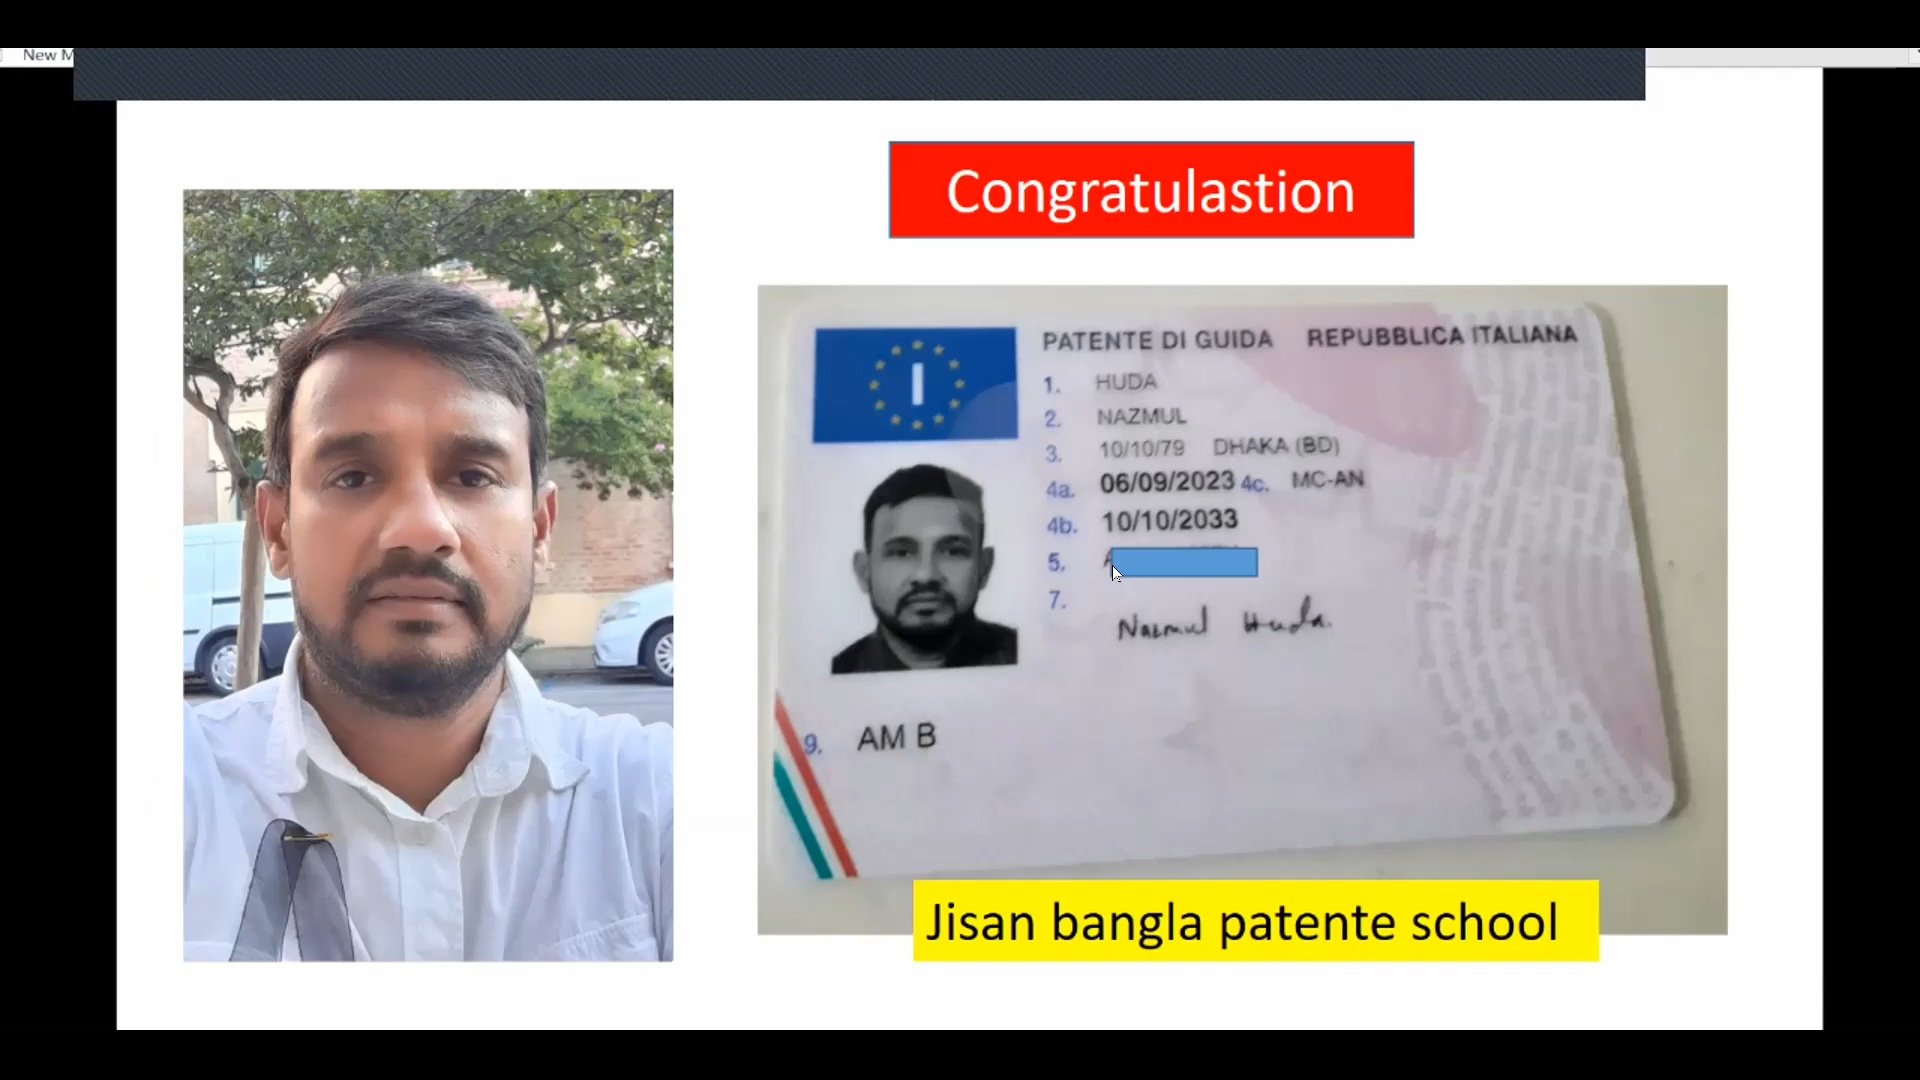 New M
Congratulastion
PATENTE DI GUIDA REPUBBLICA ITALIANA
1. HUDA
2. NAZMUL
3. 10/10/79 DHAKA (BD)
4a. 06/09/2023 4c. MC-AN
4b. 10/10/2033
5.
7.
Nazmul Huda.
9. AM B
I
Jisan bangla patente school